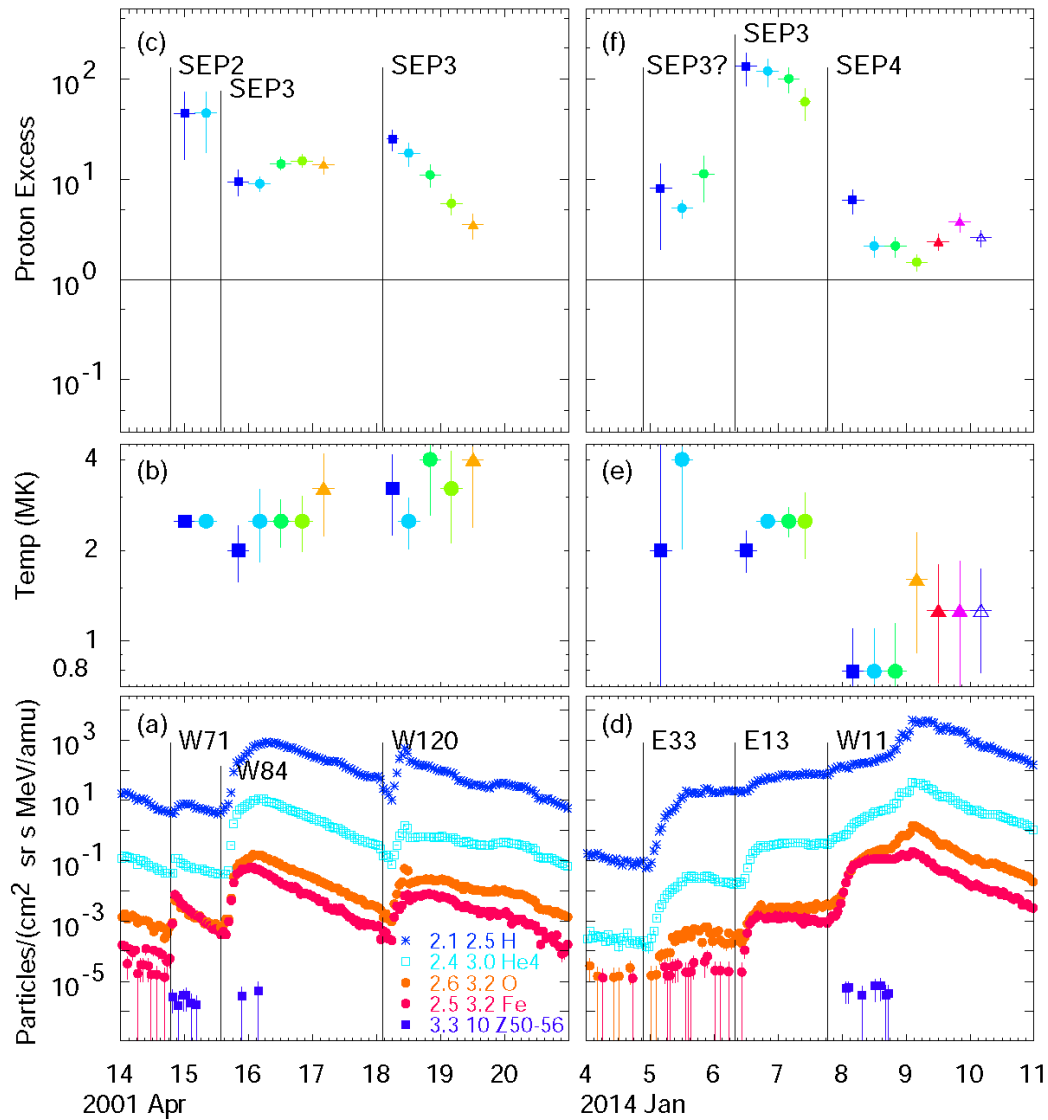 (c)
SEP2
SEP3
SEP3
(f)
SEP3?
SEP3
SEP4
Proton Excess
10^2
10^1
10^0
10^-1
(b)
(e)
Temp (MK)
4
2
1
0.8
(a)
W71
W84
W120
(d)
E33
E13
W11
Particles/(cm^2 sr s MeV/amu)
10^3
10^1
10^-1
10^-3
10^-5
2.1 2.5 H
2.4 3.0 He4
2.6 3.2 O
2.5 3.2 Fe
3.3 10 Z50-56
14 15 16 17 18 19 20
2001 Apr
4 5 6 7 8 9 10 11
2014 Jan